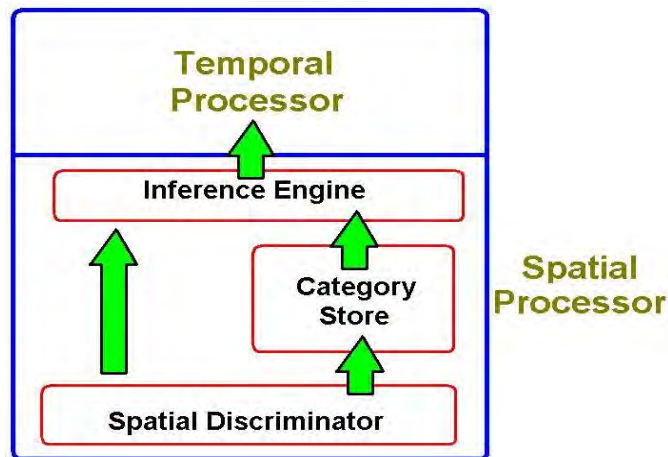 Temporal
Processor
Inference Engine
Category
Store
Spatial
Processor
Spatial Discriminator